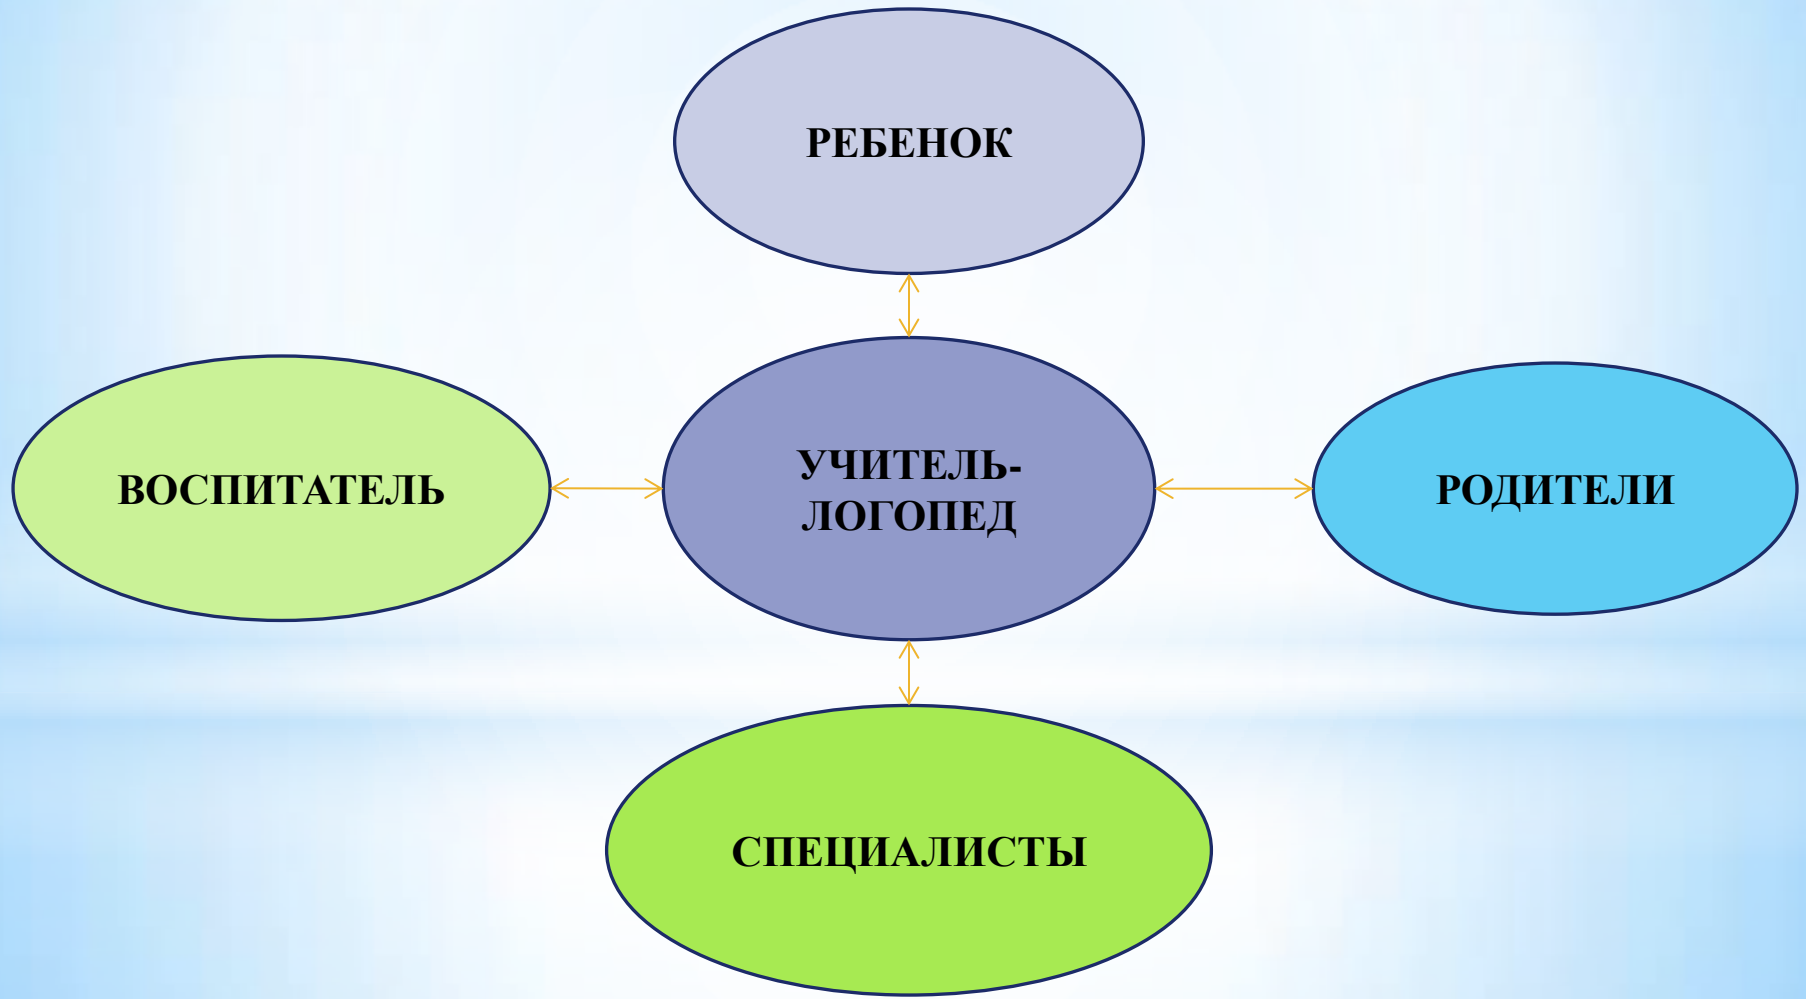 РЕБЕНОК
ВОСПИТАТЕЛЬ
УЧИТЕЛЬ-
ЛОГОПЕД
РОДИТЕЛИ
СПЕЦИАЛИСТЫ